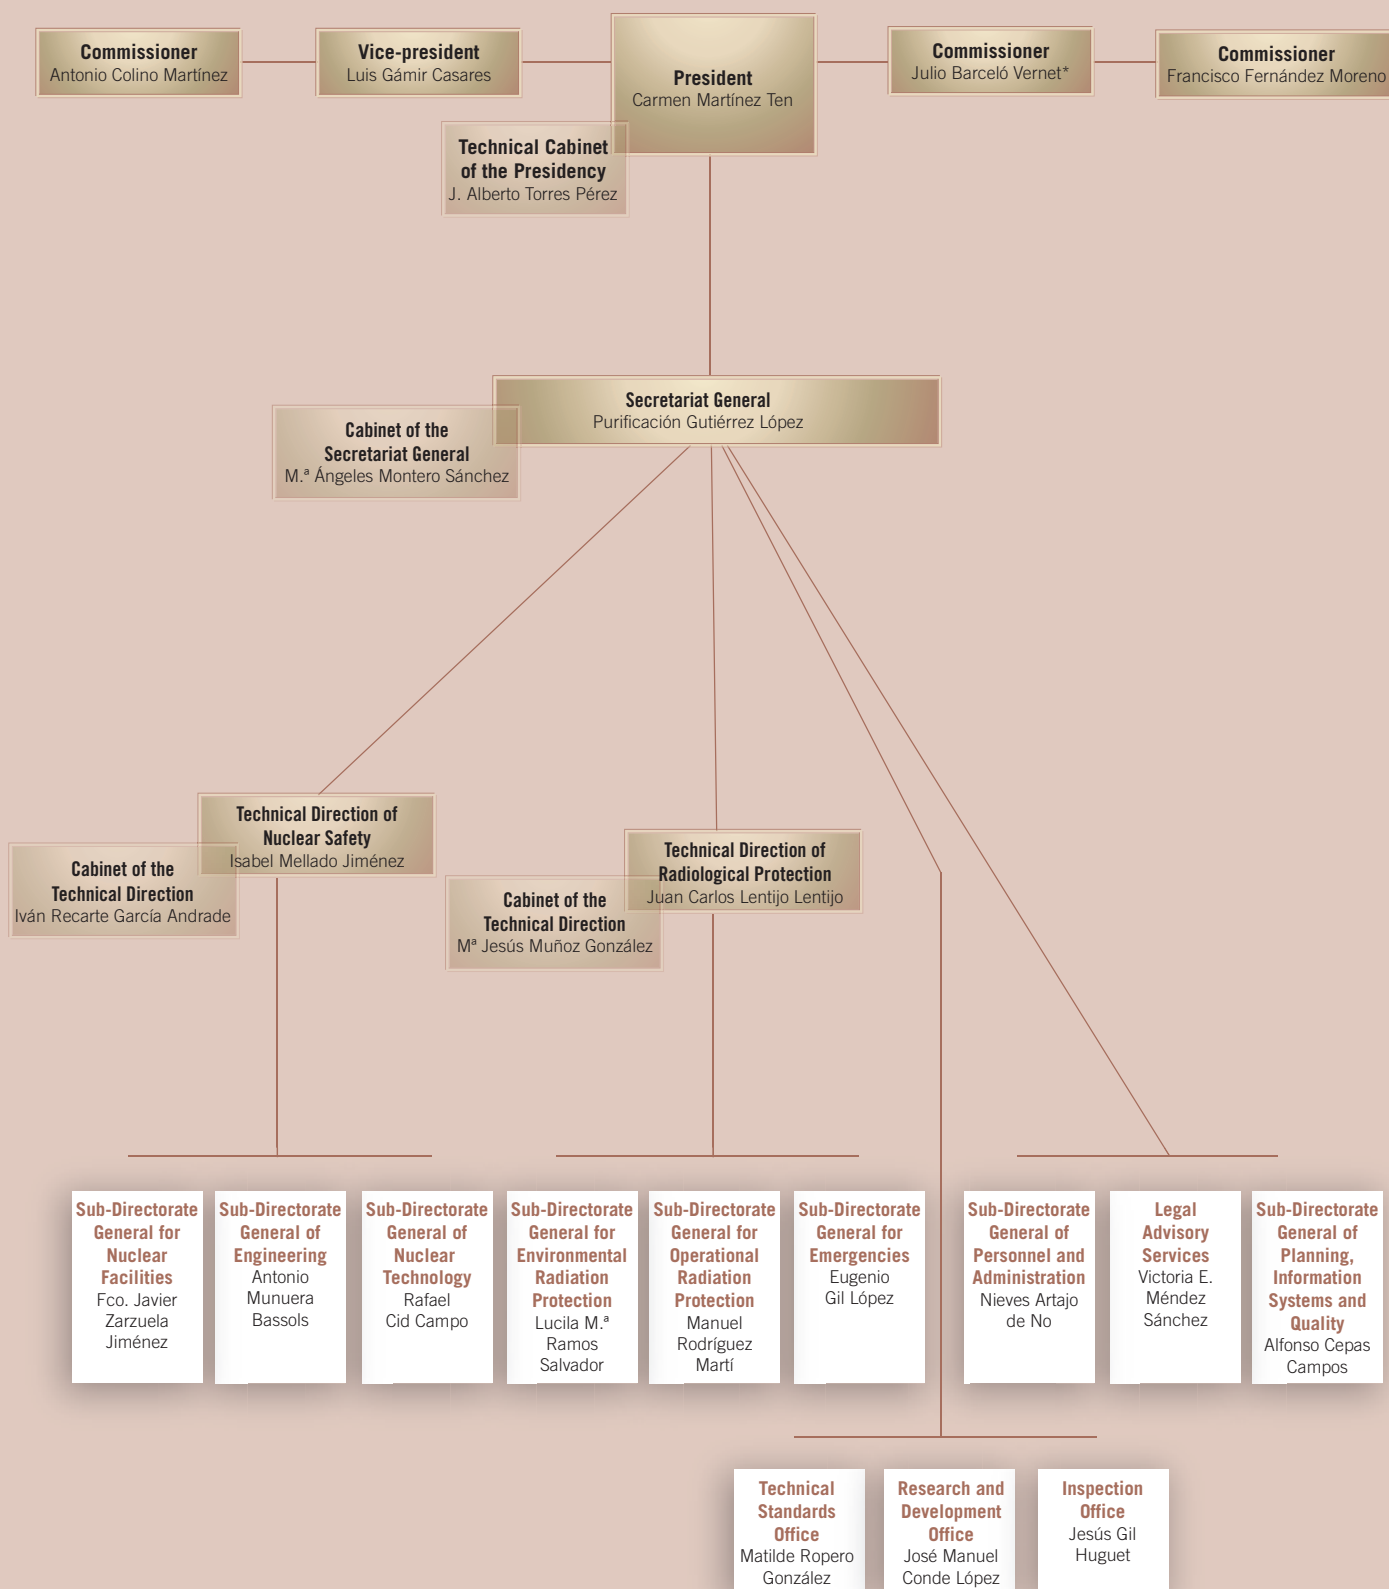 Commissioner
Antonio Colino Martínez
Vice-president
Luis Gámir Casares
President
Carmen Martínez Ten
Commissioner
Julio Barceló Vernet*
Commissioner
Francisco Fernández Moreno
Technical Cabinet
of the Presidency
J. Alberto Torres Pérez
Secretariat General
Purificación Gutiérrez López
Cabinet of the
Secretariat General
M.ª Ángeles Montero Sánchez
Technical Direction of
Nuclear Safety
Isabel Mellado Jiménez
Cabinet of the
Technical Direction
Iván Recarte García Andrade
Technical Direction of
Radiological Protection
Juan Carlos Lentijo Lentijo
Cabinet of the
Technical Direction
Mª Jesús Muñoz González
Sub-Directorate
General for
Nuclear
Facilities
Fco. Javier
Zarzuela
Jiménez
Sub-Directorate
General of
Engineering
Antonio
Munuera
Bassols
Sub-Directorate
General of
Nuclear
Technology
Rafael
Cid Campo
Sub-Directorate
General for
Environmental
Radiation
Protection
Lucila M.ª
Ramos
Salvador
Sub-Directorate
General for
Operational
Radiation
Protection
Manuel
Rodríguez
Martí
Sub-Directorate
General for
Emergencies
Eugenio
Gil López
Sub-Directorate
General of
Personnel and
Administration
Nieves Artajo
de No
Legal
Advisory
Services
Victoria E.
Méndez
Sánchez
Sub-Directorate
General of
Planning,
Information
Systems and
Quality
Alfonso Cepas
Campos
Technical
Standards
Office
Matilde Ropero
González
Research and
Development
Office
José Manuel
Conde López
Inspection
Office
Jesús Gil
Huguet